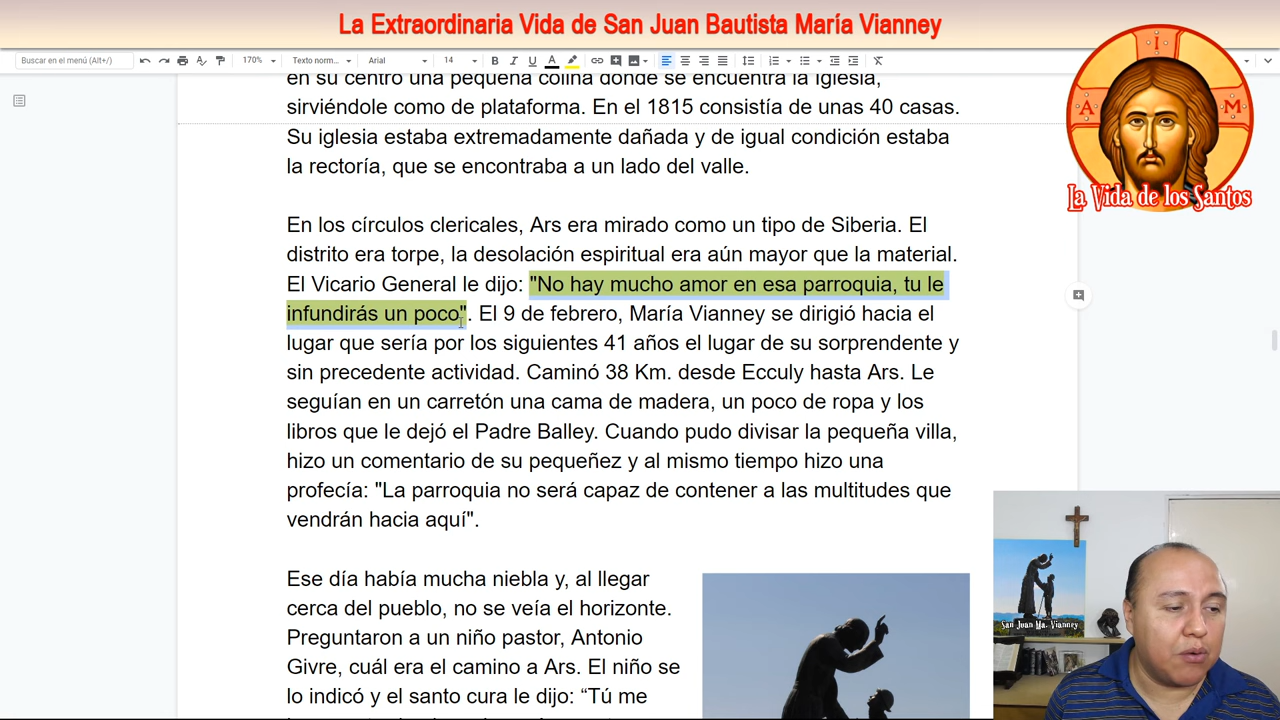 La Extraordinaria Vida de San Juan Bautista María Vianney
Buscar en el menú (Alt+/)
170%
Texto norm...
Arial
14
B I U A
I
A M
La Vida de los Santos
en su centro una pequeña colina donde se encuentra la Iglesia,
sirviéndole como de plataforma. En el 1815 consistía de unas 40 casas.
Su iglesia estaba extremadamente dañada y de igual condición estaba
la rectoría, que se encontraba a un lado del valle.
En los círculos clericales, Ars era mirado como un tipo de Siberia. El
distrito era torpe, la desolación espiritual era aún mayor que la material.
El Vicario General le dijo: "No hay mucho amor en esa parroquia, tu le
infundirás un poco". El 9 de febrero, María Vianney se dirigió hacia el
lugar que sería por los siguientes 41 años el lugar de su sorprendente y
sin precedente actividad. Caminó 38 Km. desde Ecculy hasta Ars. Le
seguían en un carretón una cama de madera, un poco de ropa y los
libros que le dejó el Padre Balley. Cuando pudo divisar la pequeña villa,
hizo un comentario de su pequeñez y al mismo tiempo hizo una
profecía: "La parroquia no será capaz de contener a las multitudes que
vendrán hacia aquí".
Ese día había mucha niebla y, al llegar
cerca del pueblo, no se veía el horizonte.
Preguntaron a un niño pastor, Antonio
Givre, cuál era el camino a Ars. El niño se
lo indicó y el santo cura le dijo: “Tú me
San Juan Ma. Vianney